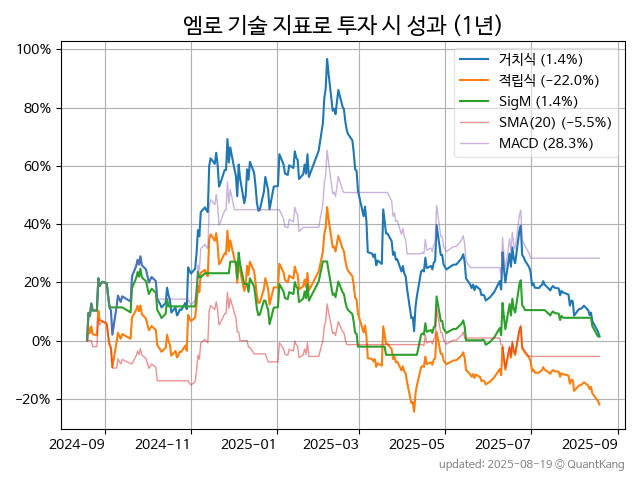 엠로 기술 지표로 투자 시 성과 (1년)
거치식 (1.4%)
적립식 (−22.0%)
SigM (1.4%)
SMA(20) (−5.5%)
MACD (28.3%)
100%
80%
60%
40%
20%
0%
−20%
2024-09 2024-11 2025-01 2025-03 2025-05 2025-07 2025-09
updated: 2025-08-19 © QuantKang